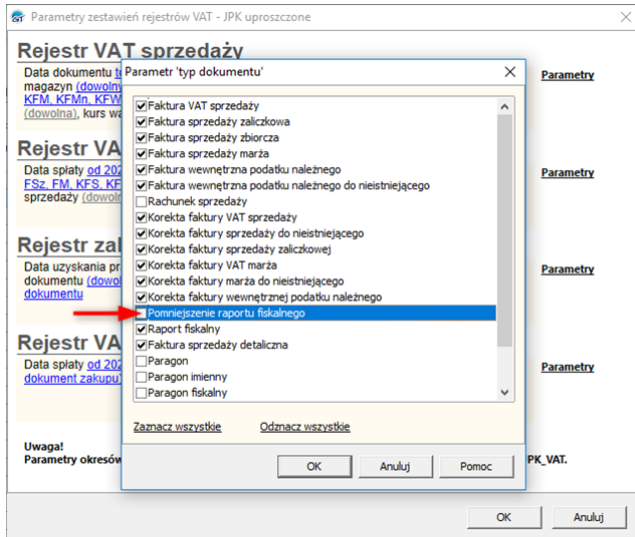 GT Parametry zestawień rejestrów VAT - JPK uproszczone
Rejestr VAT sprzedaży
Data dokumentu
magazyn (dowolny
KFM, KFMn, KFW
(dowolna), kurs
Parametry
Rejestr VA
Data spłaty od 202
FSz, FM, KFS, KF
sprzedaży (dowoln
Parametry
Rejestr zal
Data uzyskania pr
dokumentu (dowol
dokumentu
Parametry
Rejestr VA
Data spłaty od 202
dokument zakupu)
Parametry
Uwaga!
Parametry okresów
PK_VAT.
Parametr 'typ dokumentu'
Faktura VAT sprzedaży
Faktura sprzedaży zaliczkowa
Faktura sprzedaży zbiorcza
Faktura sprzedaży marża
Faktura wewnętrzna podatku należnego
Faktura wewnętrzna podatku należnego do nieistniejącego
Rachunek sprzedaży
Korekta faktury VAT sprzedaży
Korekta faktury sprzedaży do nieistniejącego
Korekta faktury sprzedaży zaliczkowej
Korekta faktury VAT marża
Korekta faktury marża do nieistniejącego
Korekta faktury wewnętrznej podatku należnego
Pomniejszenie raportu fiskalnego
Raport fiskalny
Faktura sprzedaży detaliczna
Paragon
Paragon imienny
Paragon fiskalny
Zaznacz wszystkie Odznacz wszystkie
OK Anuluj Pomoc
OK Anuluj